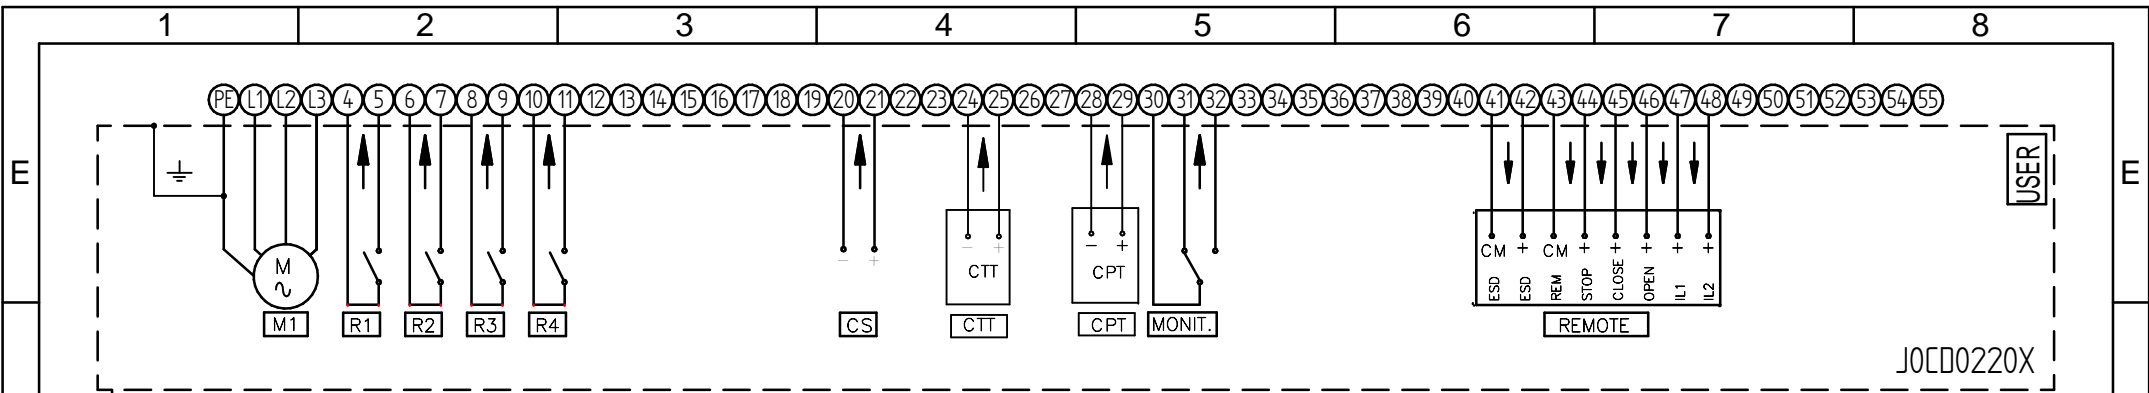 1 2 3 4 5 6 7 8
PE L1 L2 L3 4 5 6 7 8 9 10 11 12 13 14 15 16 17 18 19 20 21 22 23 24 25 26 27 28 29 30 31 32 33 34 35 36 37 38 39 40 41 42 43 44 45 46 47 48 49 50 51 52 53 54 55
E E
USER
- + - + - +
CM + CM + + + + +
M
CTT CPT
ESD ESD REM STOP CLOSE OPEN IL1 IL2
M1 R1 R2 R3 R4 CS CTT CPT MONIT. REMOTE
J0CD0220X